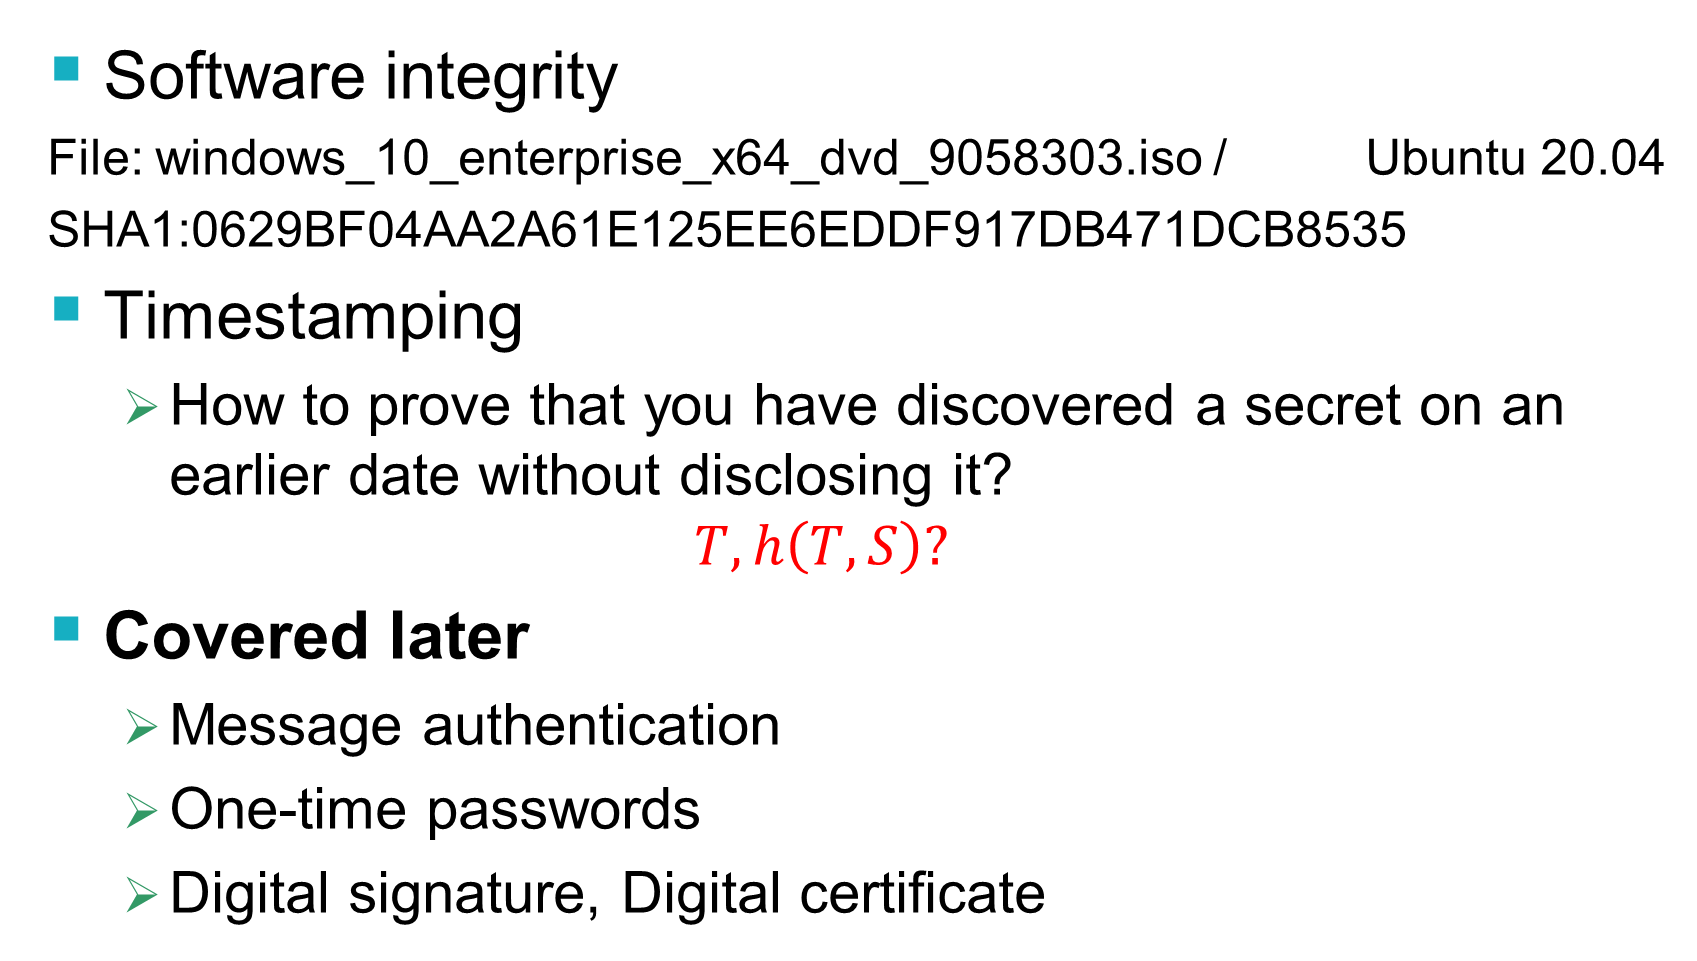 Software integrity
File: windows_10_enterprise_x64_dvd_9058303.iso / Ubuntu 20.04
SHA1:0629BF04AA2A61E125EE6EDDF917DB471DCB8535
Timestamping
How to prove that you have discovered a secret on an
earlier date without disclosing it?
T, h(T, S)?
Covered later
Message authentication
One-time passwords
Digital signature, Digital certificate